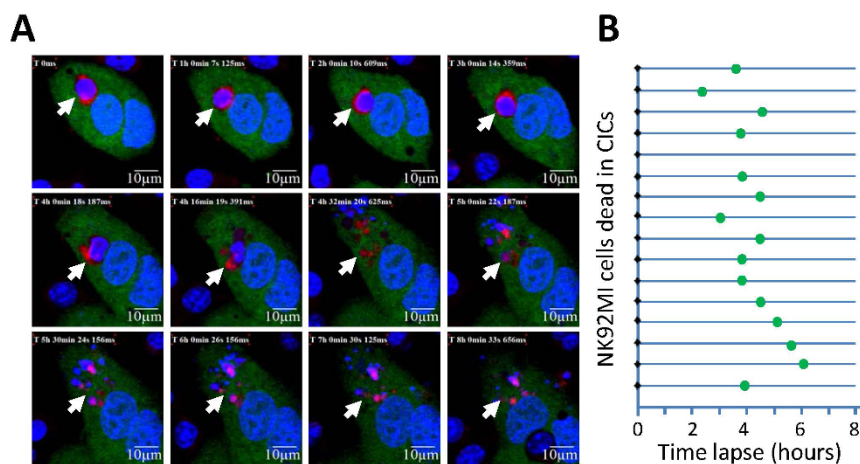 A
B
T 0ms
T 1h 0min 7s 125ms
T 2h 0min 10s 609ms
T 3h 0min 14s 359ms
10µm
10µm
10µm
10µm
T 4h 0min 18s 187ms
T 4h 16min 19s 391ms
T 4h 32min 20s 625ms
T 5h 0min 22s 187ms
10µm
10µm
10µm
10µm
T 5h 30min 24s 156ms
T 6h 0min 26s 156ms
T 7h 0min 30s 125ms
T 8h 0min 33s 656ms
10µm
10µm
10µm
10µm
NK92MI cells dead in CICs
0 2 4 6 8
Time lapse (hours)